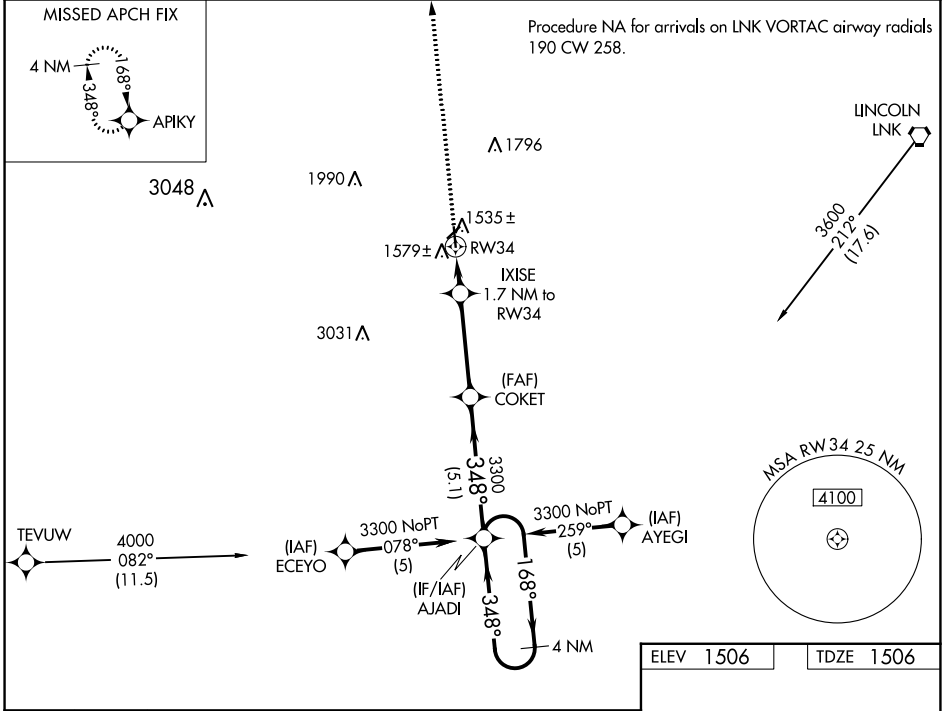 MISSED APCH FIX
4 NM
168°
348°
APIKY
Procedure NA for arrivals on LNK VORTAC airway radials
190 CW 258.
LINCOLN
LNK
3600
212°
(17.6)
1796
1990
3048
1535 ±
1579 ±
RW34
IXISE
1.7 NM to
RW34
3031
(FAF)
COKET
3300
348°
(5.1)
MSA RW 34 25 NM
4100
TEVUW
4000
082°
(11.5)
3300 NoPT
078°
(5)
(IAF)
ECEYO
3300 NoPT
259°
(5)
(IAF)
AYEGI
(IF/IAF)
AJADI
348°
168°
4 NM
ELEV 1506
TDZE 1506